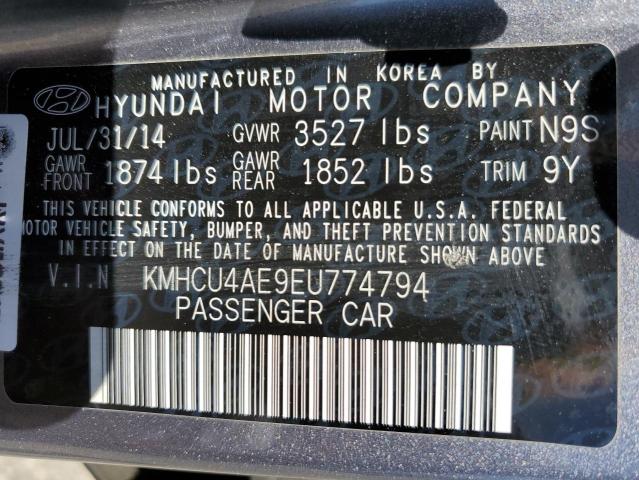 MANUFACTURED IN KOREA BY
HYUNDAI MOTOR COMPANY
JUL/31/14 GVWR 3527 lbs PAINT N9S
GAWR FRONT 1874 lbs GAWR REAR 1852 lbs TRIM 9Y
THIS VEHICLE CONFORMS TO ALL APPLICABLE U.S.A. FEDERAL
MOTOR VEHICLE SAFETY, BUMPER, AND THEFT PREVENTION STANDARDS
IN EFFECT ON THE DATE OF MANUFACTURE SHOWN ABOVE
V.I.N KMHCU4AE9EU774794
PASSENGER CAR